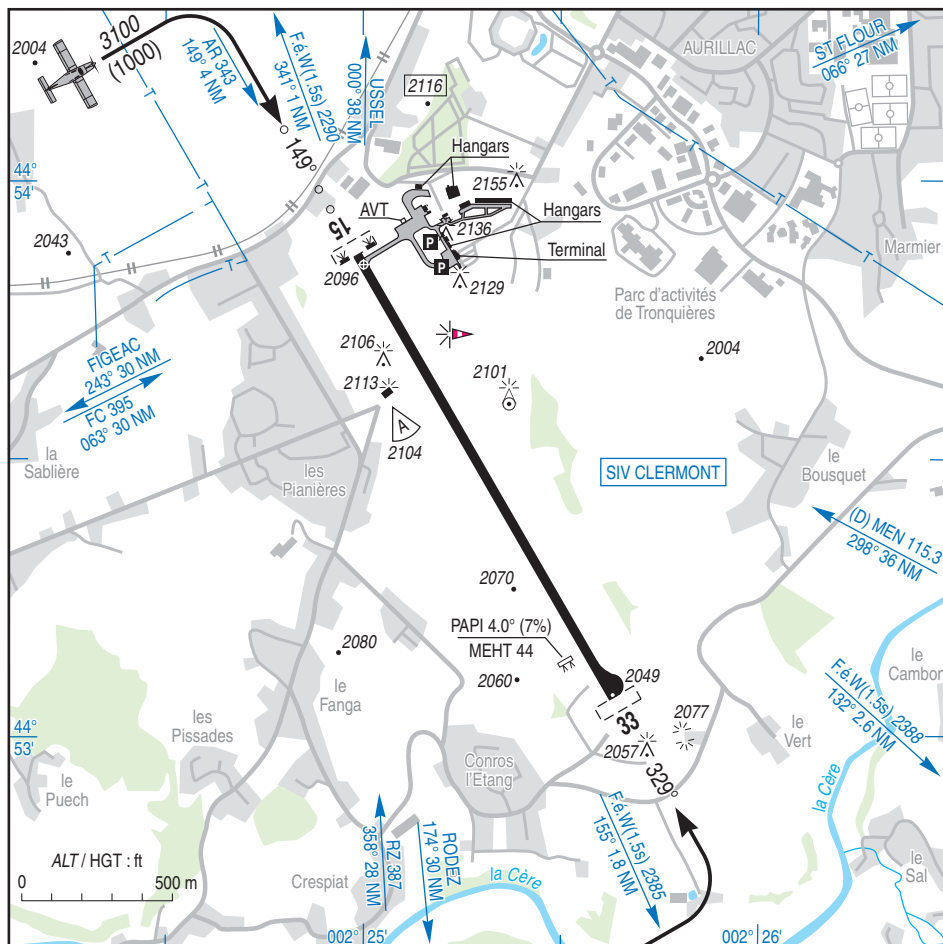 2004
3100
(1000)
AR 343
149° 4 NM
F.é.W(1.5s) 2290
341° 1 NM
USSEL
000° 38 NM
2116
AURILLAC
ST FLOUR
066° 27 NM
T
T
T
T
44°
54'
149°
Hangars
2155
AVT
15
2136
Hangars
P
Terminal
P
2043
T
T
2096
2129
Marmier
Parc d'activités
de Tronquières
2106
2004
FIGEAC
243° 30 NM
FC 395
063° 30 NM
2113
2101
A
2104
la
Sablière
les
Pianières
SIV CLERMONT
le
Bousquet
(D) MEN 115.3
298° 36 NM
2070
PAPI 4.0° (7%)
MEHT 44
2080
2060
2049
le
Fanga
33
2077
2057
le
Cambon
F.é.W(1.5s) 2388
132° 2.6 NM
44°
53'
les
Pissades
le
Vert
Conros
l'Etang
329°
le
Puech
la Cère
F.é.W(1.5s) 2385
155° 1.8 NM
RZ 387
358° 28 NM
RODEZ
174° 30 NM
ALT / HGT : ft
0 500 m
Crespiat
la Cère
le
Sal
002° 25'
002° 26'